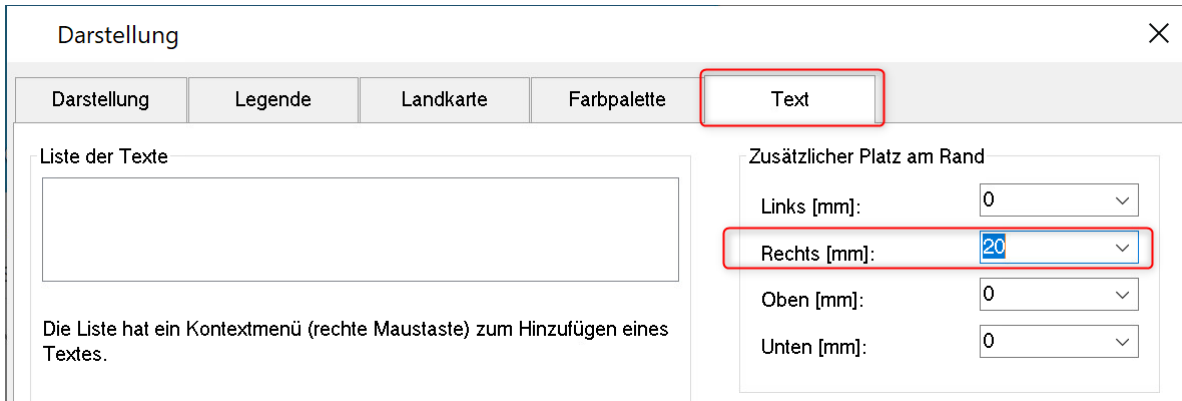 Darstellung
Darstellung Legende Landkarte Farbpalette Text
Liste der Texte
Die Liste hat ein Kontextmenü (rechte Maustaste) zum Hinzufügen eines
Textes.
Zusätzlicher Platz am Rand
Links [mm]: 0
Rechts [mm]: 20
Oben [mm]: 0
Unten [mm]: 0